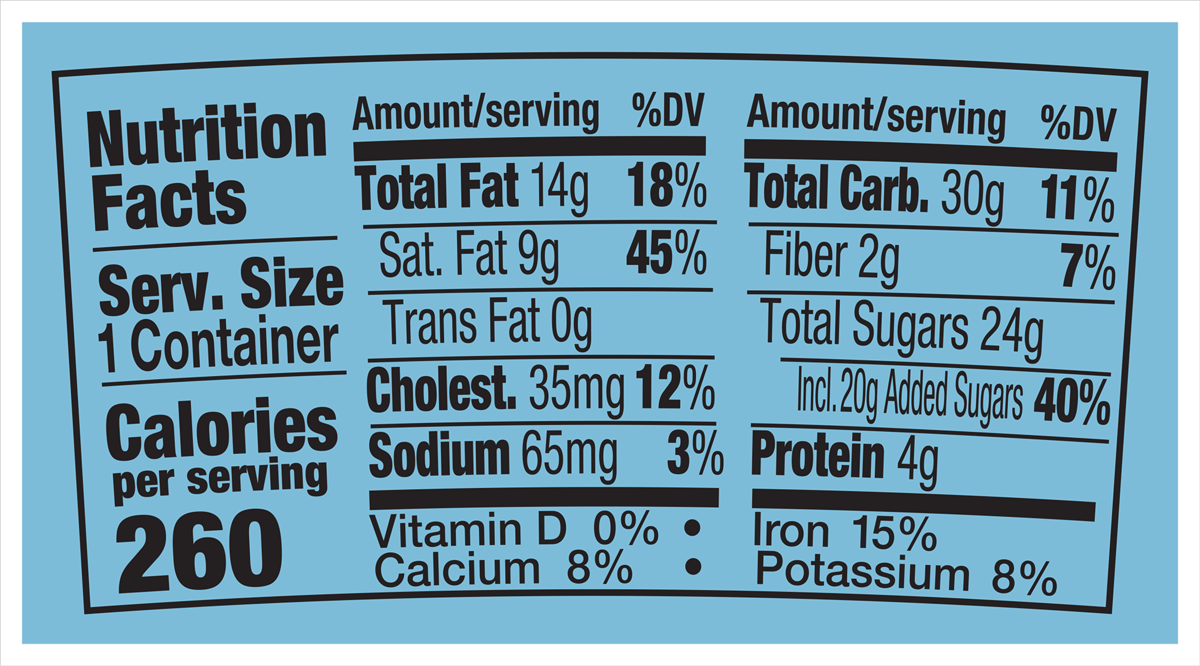 Nutrition
Facts
Serv. Size
1 Container
Calories
per serving
260
Amount/serving %DV
Total Fat 14g 18%
Sat. Fat 9g 45%
Trans Fat 0g
Cholest. 35mg 12%
Sodium 65mg 3%
Vitamin D 0% •
Calcium 8% •
Amount/serving %DV
Total Carb. 30g 11%
Fiber 2g 7%
Total Sugars 24g
Incl. 20g Added Sugars 40%
Protein 4g
Iron 15%
Potassium 8%